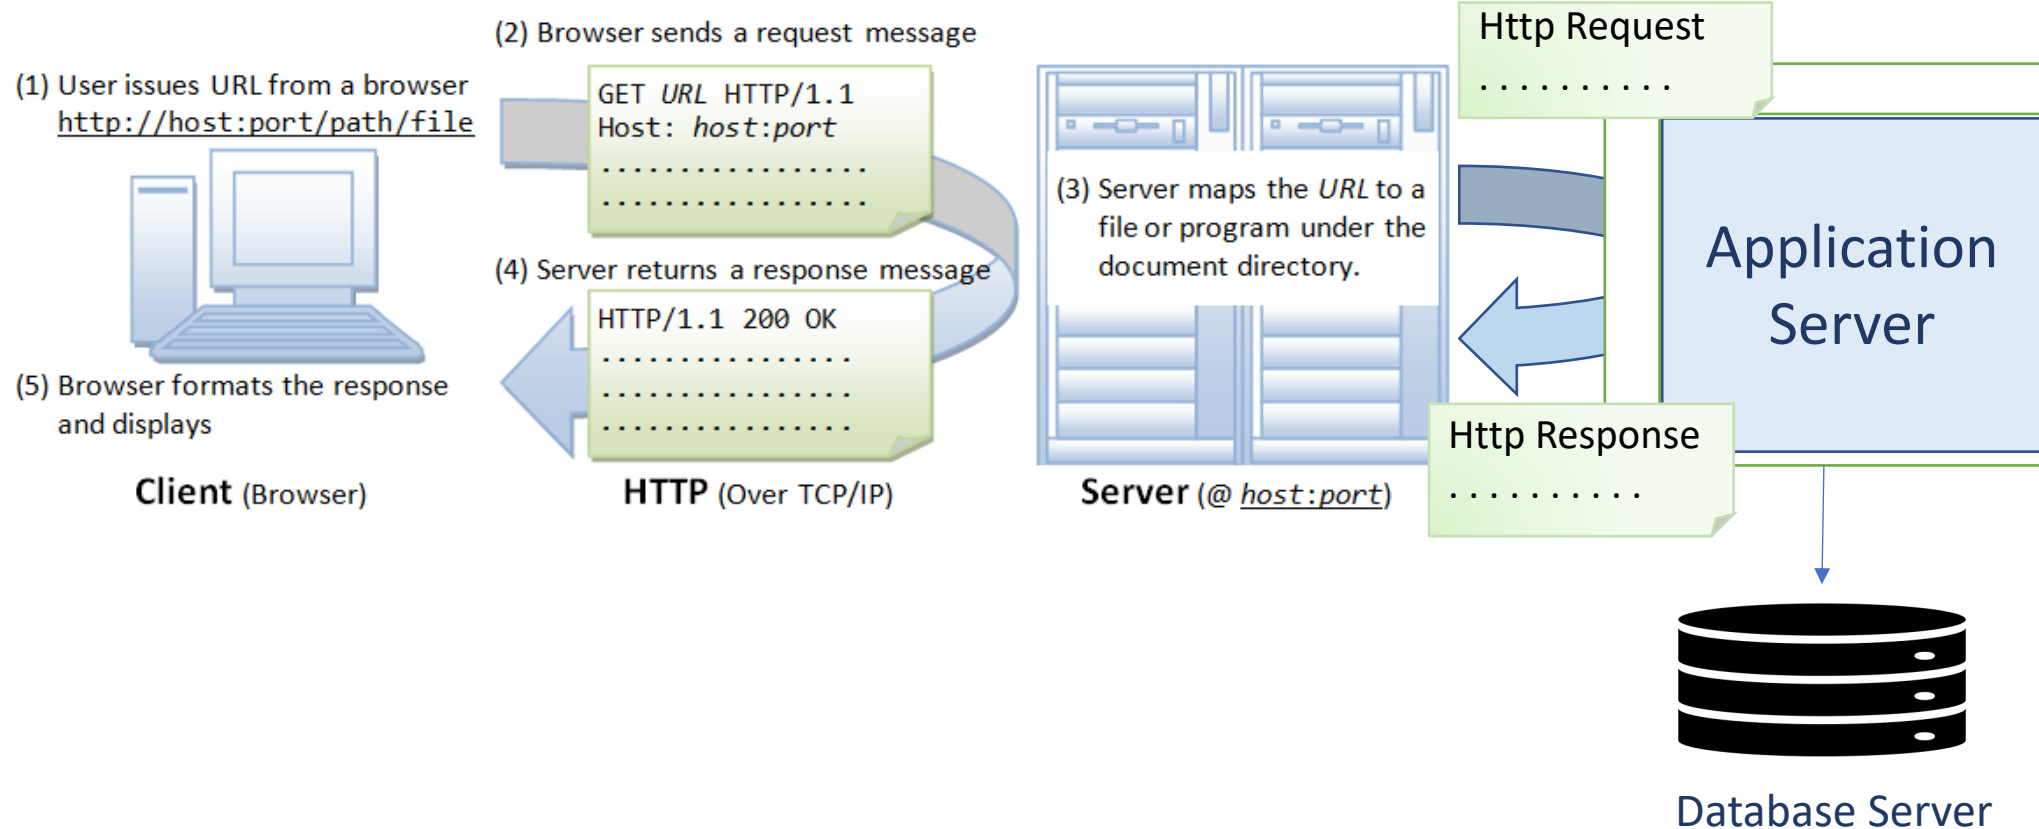 (1) User issues URL from a browser
http://host:port/path/file
(5) Browser formats the response
and displays
Client (Browser)
(2) Browser sends a request message
GET URL HTTP/1.1
Host: host:port
..................
..................
(4) Server returns a response message
HTTP/1.1 200 OK
.................
.................
.................
HTTP (Over TCP/IP)
(3) Server maps the URL to a
file or program under the
document directory.
Server (@ host:port)
Http Request
. . . . . . . . . .
Application
Server
Http Response
. . . . . . . . . .
Database Server